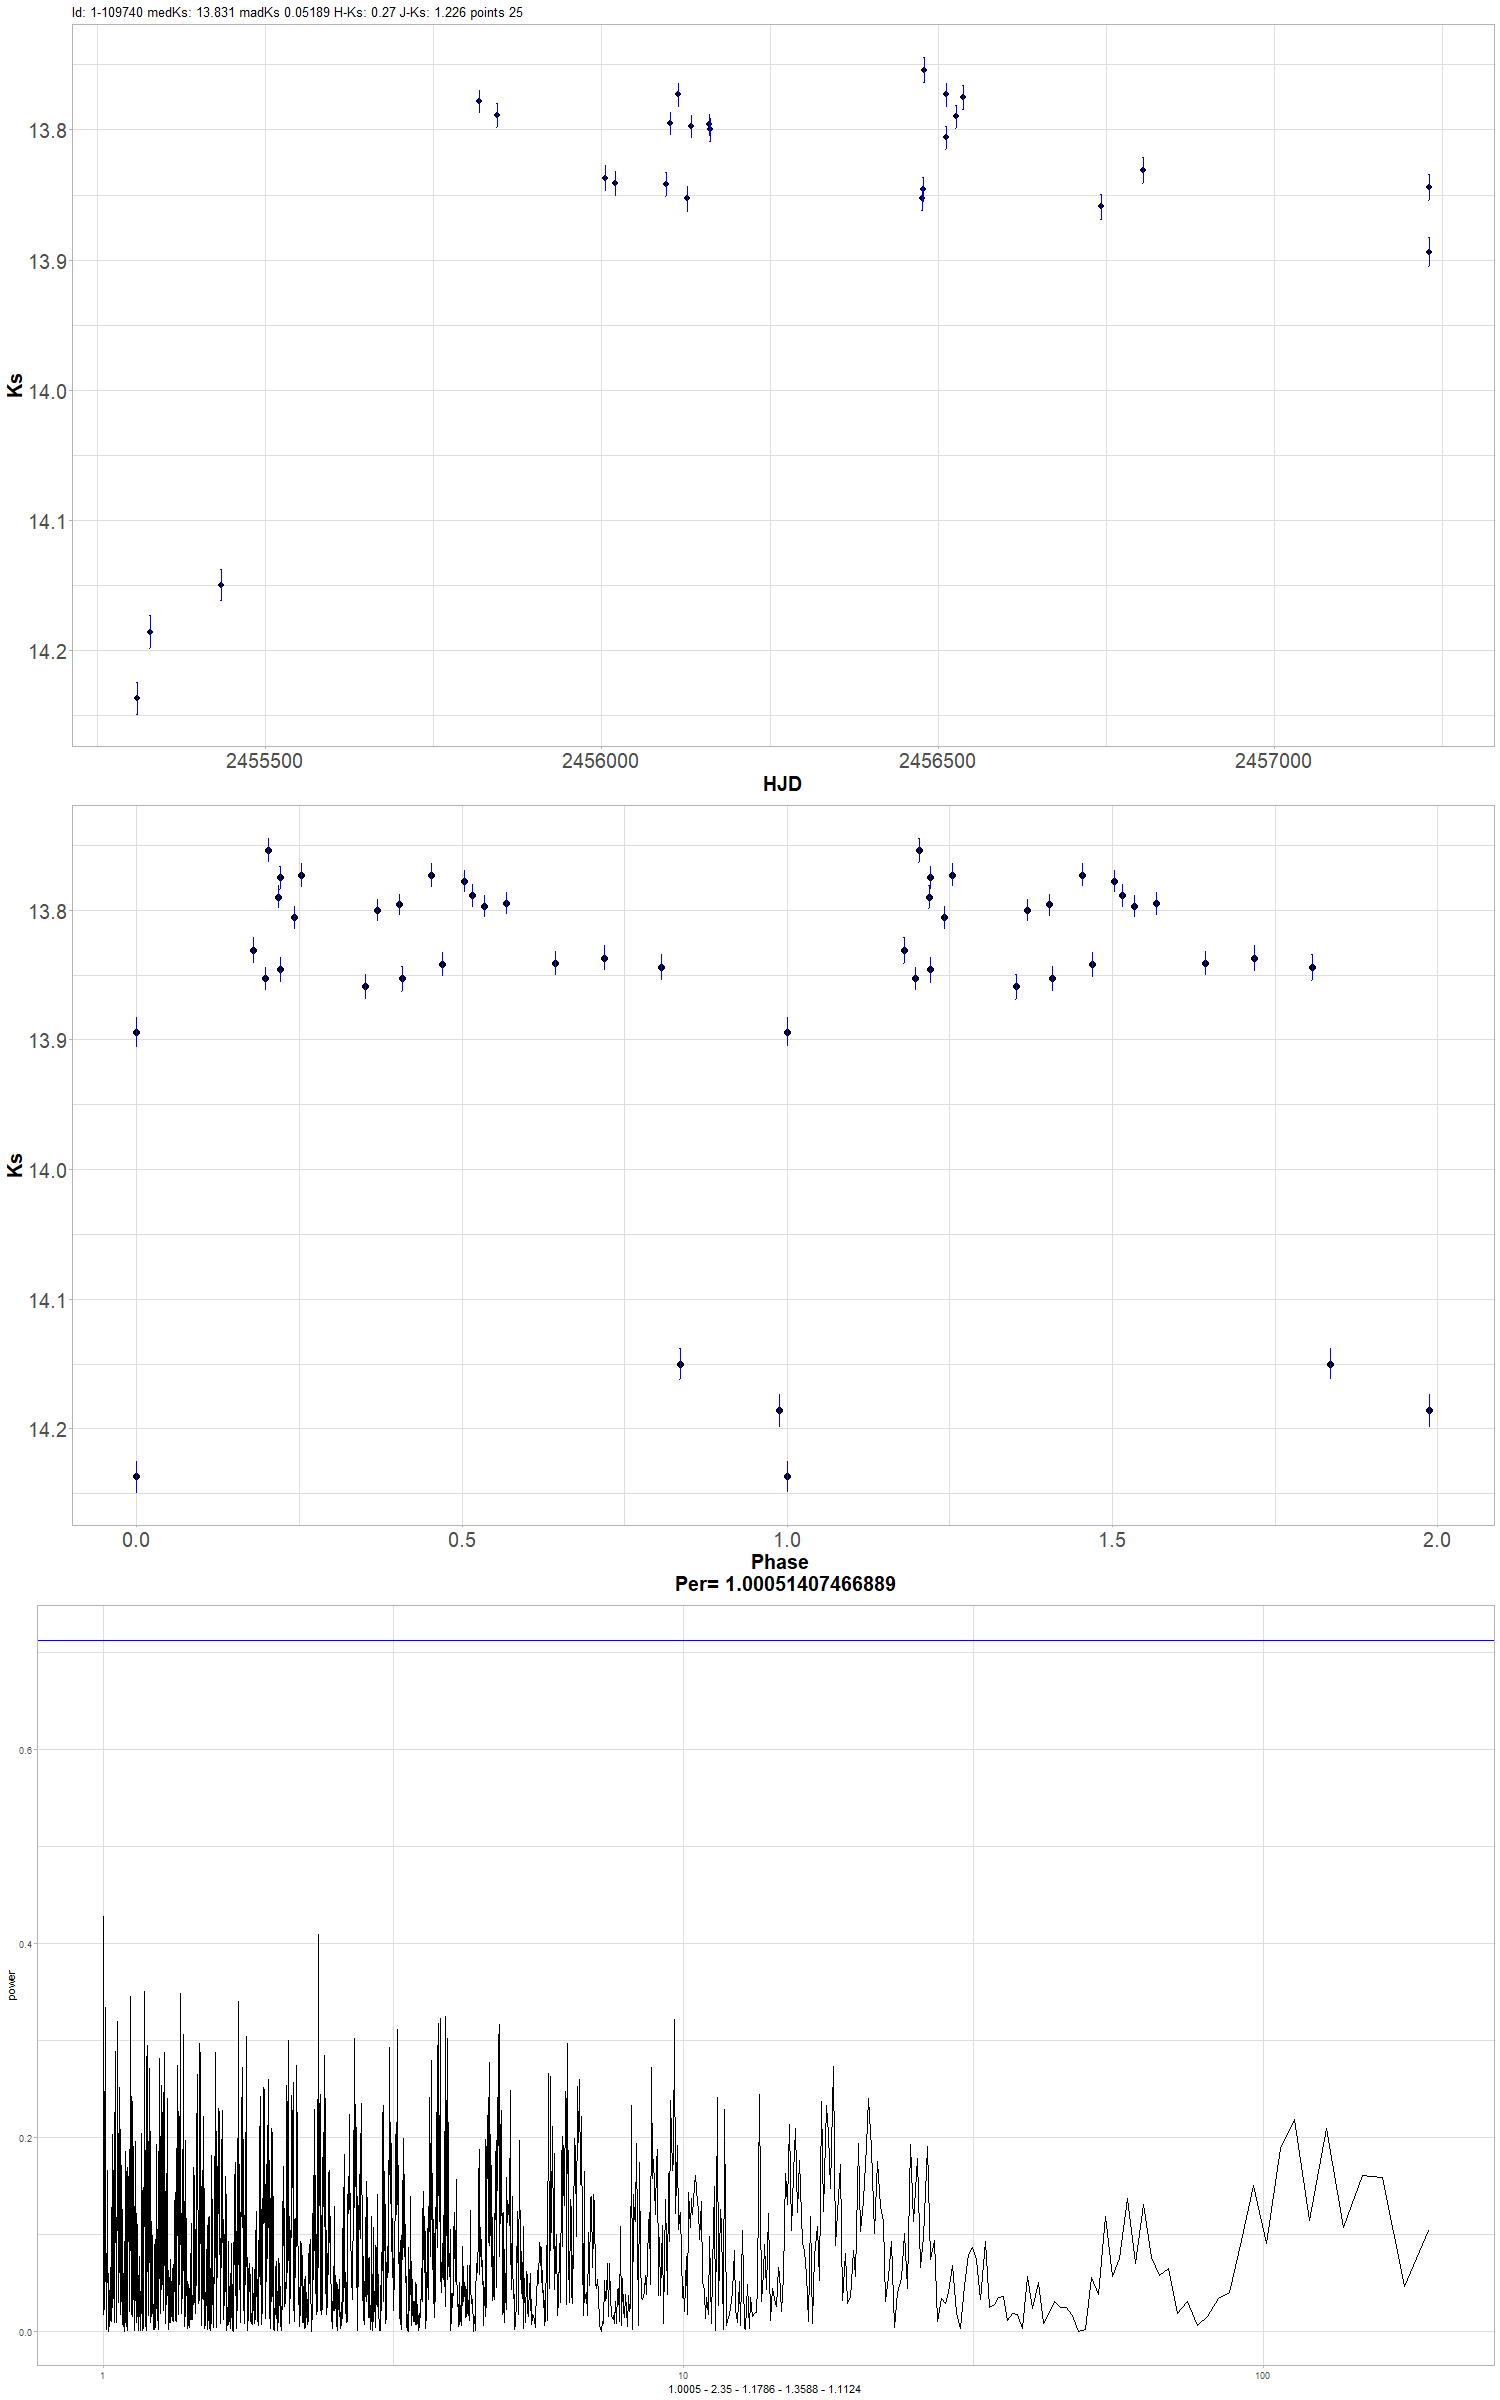 Id: 1-109740 medKs: 13.831 madKs 0.05189 H-Ks: 0.27 J-Ks: 1.226 points 25
13.8
13.9
14.0
14.1
14.2
Ks
2455500 2456000 2456500 2457000
HJD
13.8
13.9
14.0
14.1
14.2
Ks
0.0 0.5 1.0 1.5 2.0
Phase
Per= 1.00051407466889
0.6
0.4
0.2
0.0
power
1 10 100
1.0005 - 2.35 - 1.1786 - 1.3588 - 1.1124